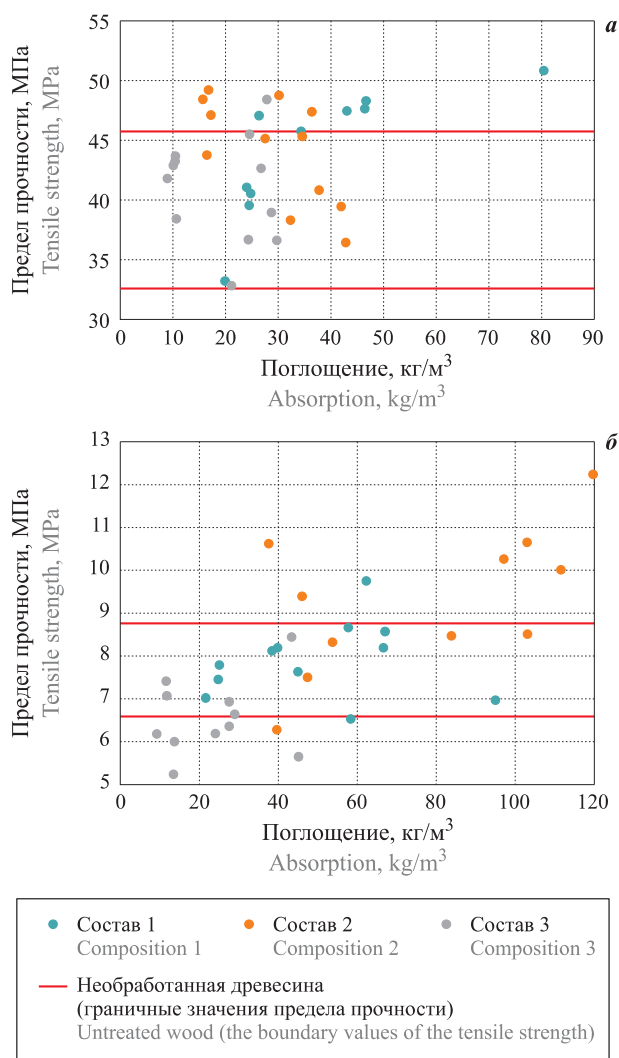 а
Предел прочности, МПа
Tensile strength, MPa
55
50
45
40
35
30
0 10 20 30 40 50 60 70 80 90
Поглощение, кг/м³
Absorption, kg/m³
б
Предел прочности, МПа
Tensile strength, MPa
13
12
11
10
9
8
7
6
5
0 20 40 60 80 100 120
Поглощение, кг/м³
Absorption, kg/m³
Состав 1 Состав 2 Состав 3
Composition 1 Composition 2 Composition 3
Необработанная древесина
(граничные значения предела прочности)
Untreated wood (the boundary values of the tensile strength)